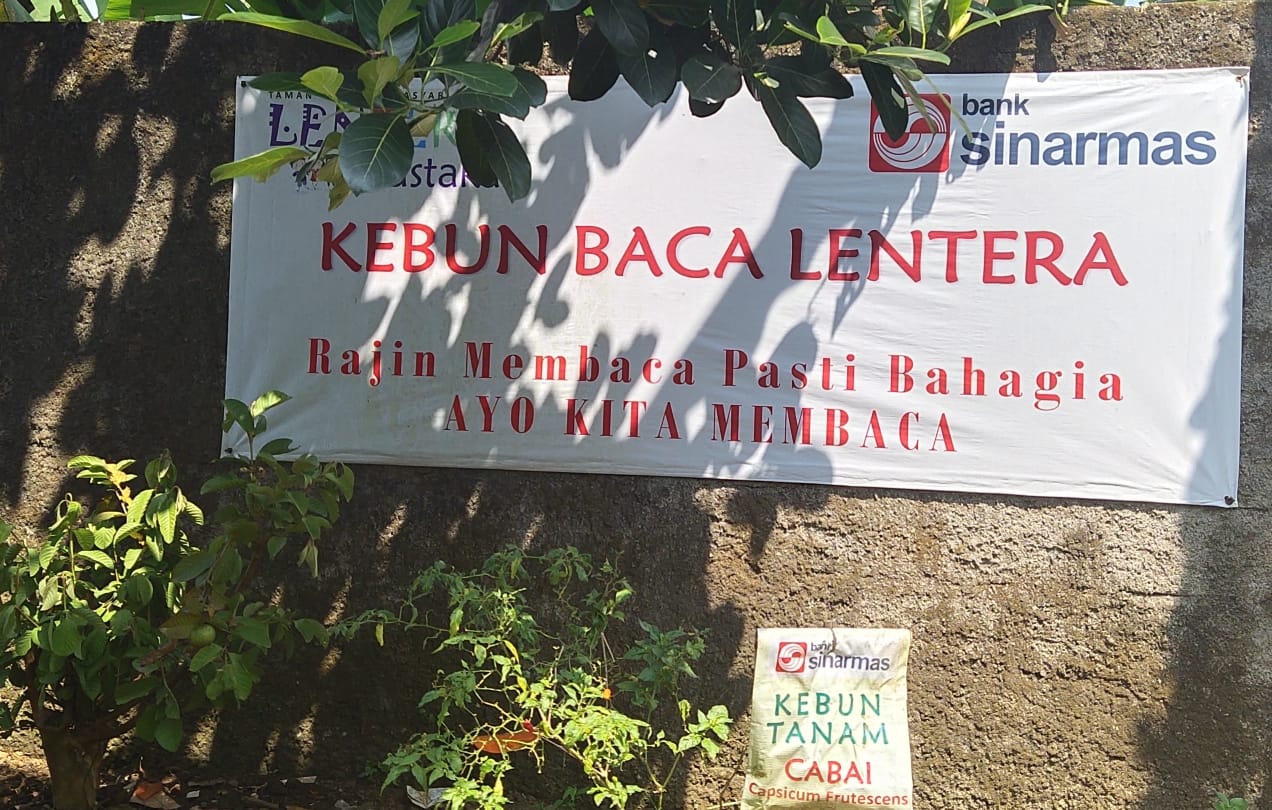 TAMAN
bank
sinarmas
KEBUN BACA LENTERA
Rajin Membaca Pasti Bahagia
AYO KITA MEMBACA
bank
sinarmas
KEBUN
TANAM
CABAI
Capsicum Frutescens